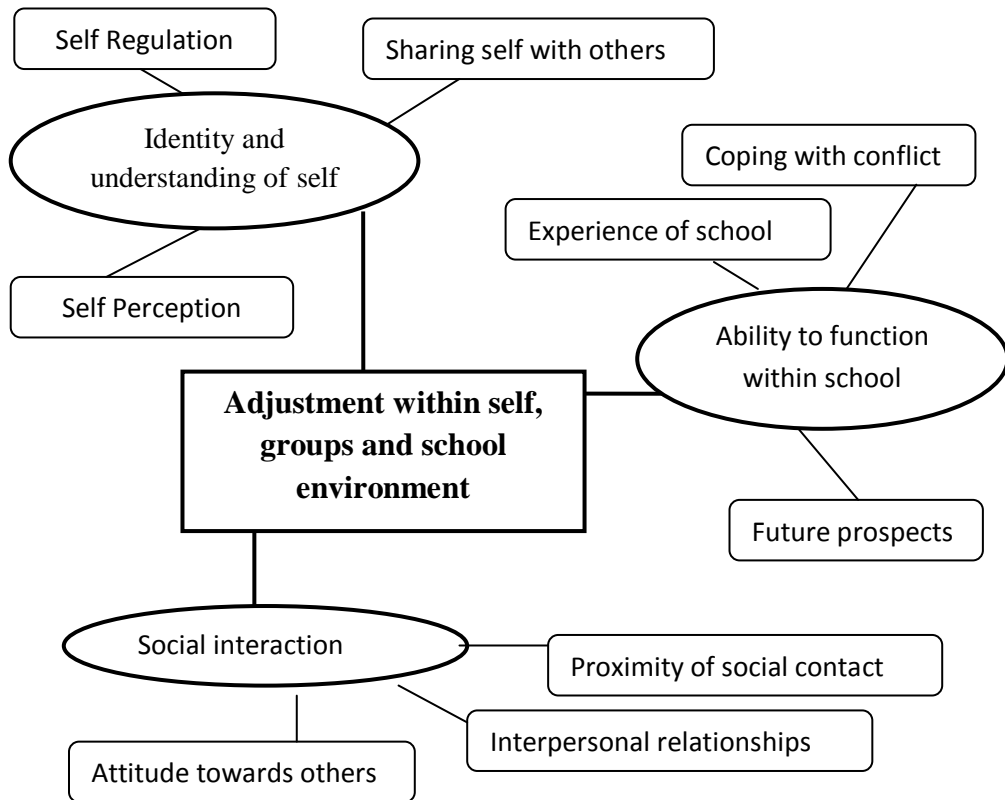 Self Regulation
Sharing self with others
Identity and
understanding of self
Self Perception
Coping with conflict
Experience of school
Ability to function
within school
Future prospects
Adjustment within self,
groups and school
environment
Social interaction
Proximity of social contact
Interpersonal relationships
Attitude towards others